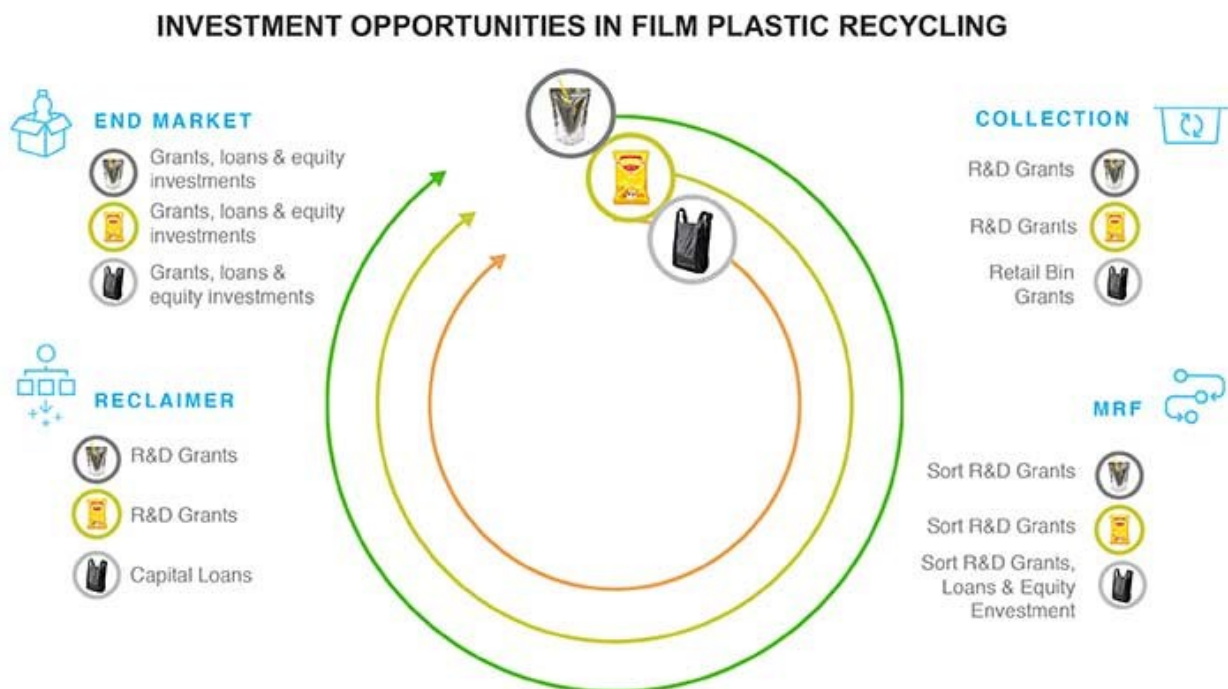 INVESTMENT OPPORTUNITIES IN FILM PLASTIC RECYCLING
END MARKET
Grants, loans & equity
investments
Grants, loans & equity
investments
Grants, loans &
equity investments
RECLAIMER
R&D Grants
R&D Grants
Capital Loans
COLLECTION
R&D Grants
R&D Grants
Retail Bin
Grants
MRF
Sort R&D Grants
Sort R&D Grants
Sort R&D Grants,
Loans & Equity
Envestment